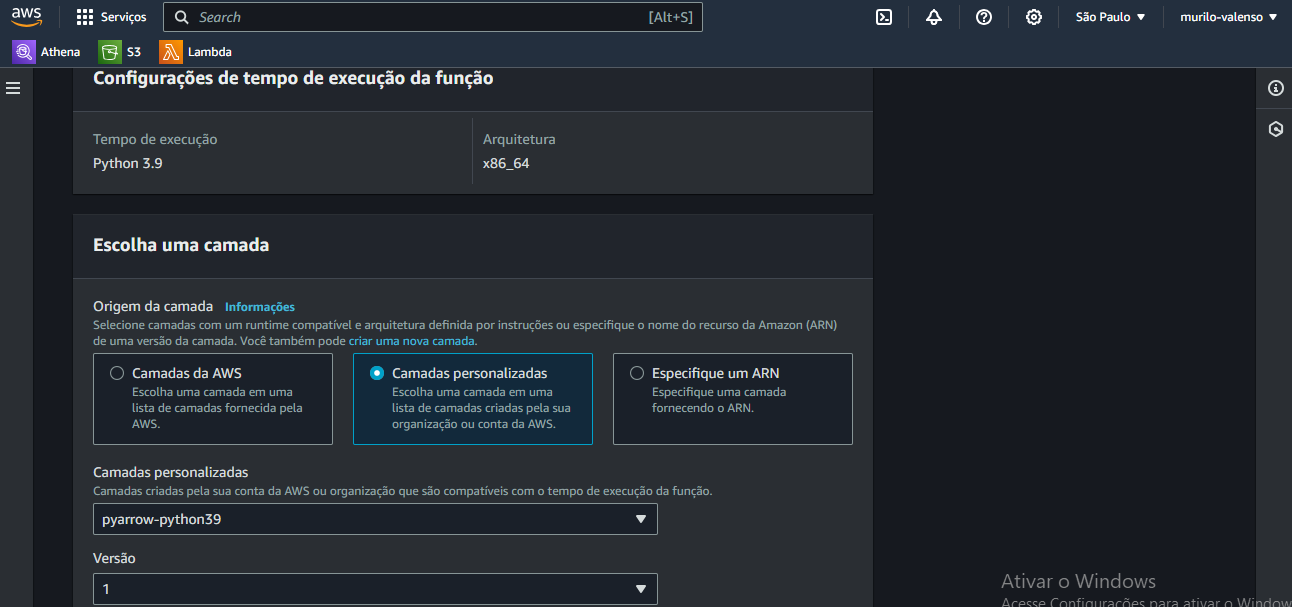 aws
Serviços
Search
[Alt+S]
São Paulo
murilo-valenso
Athena
S3
Lambda
Configurações de tempo de execução da função
Tempo de execução
Python 3.9
Arquitetura
x86_64
Escolha uma camada
Origem da camada Informações
Selecione camadas com um runtime compatível e arquitetura definida por instruções ou especifique o nome do recurso da Amazon (ARN)
de uma versão da camada. Você também pode criar uma nova camada.
Camadas da AWS
Escolha uma camada em uma
lista de camadas fornecida pela
AWS.
Camadas personalizadas
Escolha uma camada em uma
lista de camadas criadas pela sua
organização ou conta da AWS.
Especifique um ARN
Especifique uma camada
fornecendo o ARN.
Camadas personalizadas
Camadas criadas pela sua conta da AWS ou organização que são compatíveis com o tempo de execução da função.
pyarrow-python39
Versão
1
Ativar o Windows
Acesse Configurações para ativar o Window